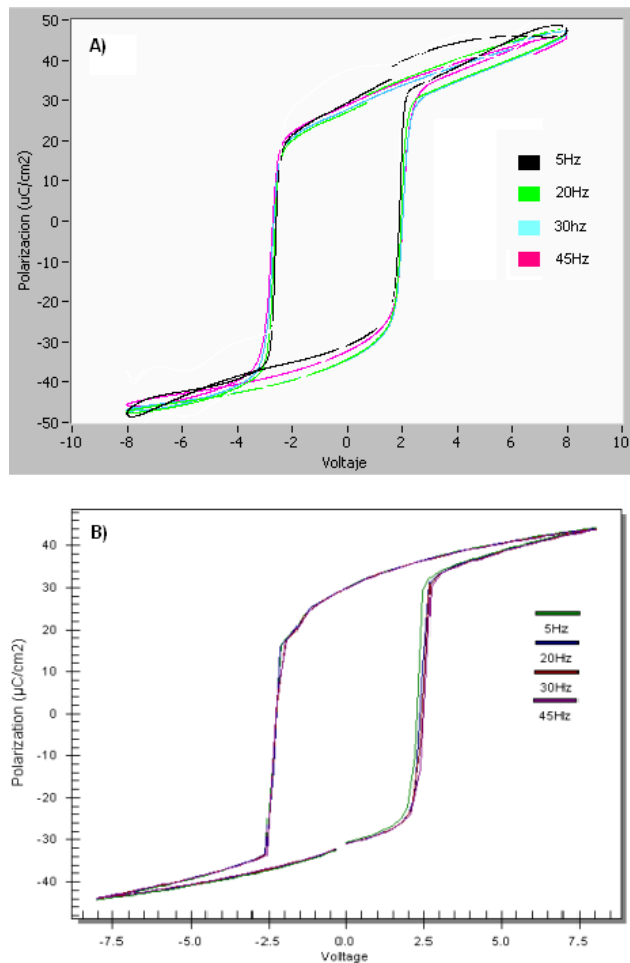 A)
50
40
30
20
10
0
-10
-20
-30
-40
-50
Polarizacion (uC/cm2)
5Hz
20Hz
30hz
45Hz
-10 -8 -6 -4 -2 0 2 4 6 8 10
Voltaje
B)
40
30
20
10
0
-10
-20
-30
-40
Polarization (µC/cm2)
5Hz
20Hz
30Hz
45Hz
-7.5 -5.0 -2.5 0.0 2.5 5.0 7.5
Voltage